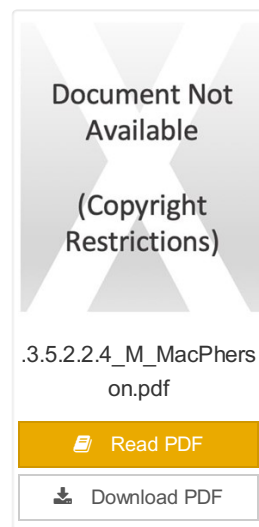 Document Not
Available
(Copyright
Restrictions)
.3.5.2.2.4_M_MacPhers
on.pdf
Read PDF
Download PDF